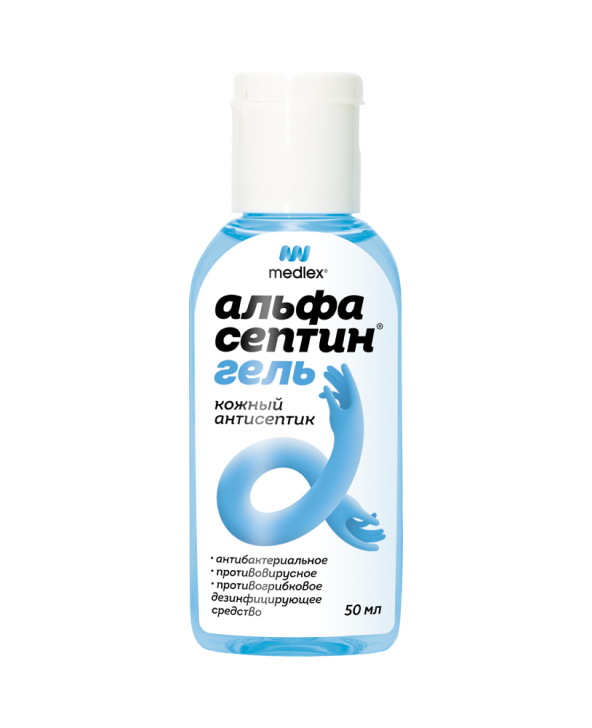 medlex®
альфа
септин®
гель
кожный
антисептик
· антибактериальное
· противовирусное
· противогрибковое
дезинфицирующее
средство
50 мл